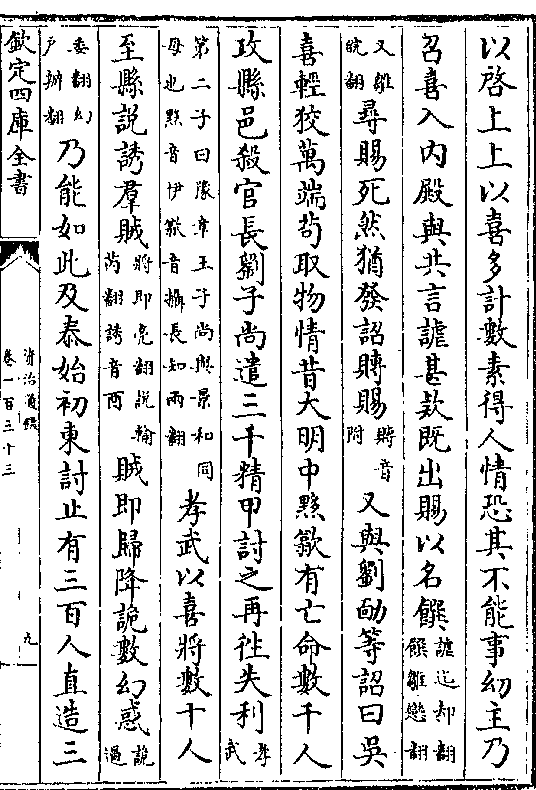 以啓上上以喜多計數素得人情恐其不能事幼主乃
召喜入内殿與共言謔甚款既出賜以名饌謔迄却翻饌雛戀翻
又雛皖翻尋賜死然猶發詔賻賜賻音附又與劉勔等詔曰吳
喜輕狡萬端苟取物情昔大明中黟歙有亡命數千人
攻縣邑殺官長劉子尚遣三千精甲討之再往失利孝武
第二子曰豫章王子尚與景和同母也黟音伊歙音攝長知兩翻孝武以喜將數十人
至縣說誘羣賊將即亮翻說輸芮翻誘音酉賊即歸降詭數幻惑詭過
委翻幻戸辦翻乃能如此及泰始初東討止有三百人直造三
欽定四庫全書
資治通鑑
卷一百三十三
九